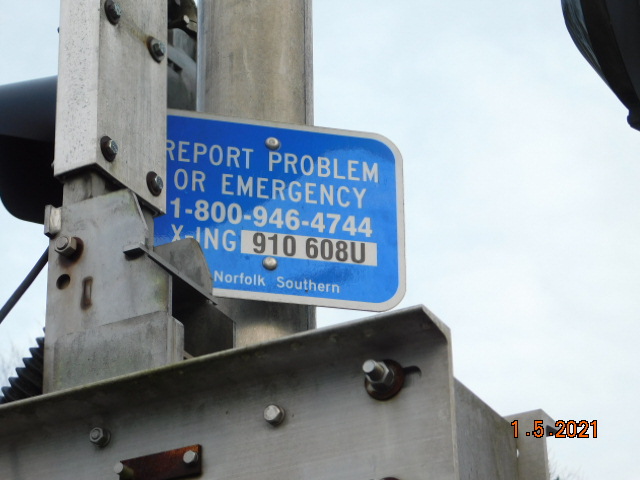 REPORT PROBLEM
OR EMERGENCY
1-800-946-4744
X-ING 910 608U
Norfolk Southern
1.5.2021